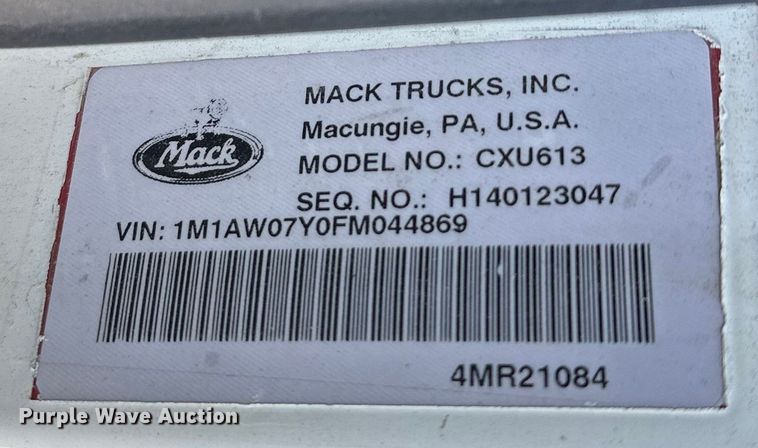 MACK TRUCKS, INC.
Macungie, PA, U.S.A.
Mack
MODEL NO.: CXU613
SEQ. NO.: H140123047
VIN: 1M1AW07Y0FM044869
4MR21084
Purple Wave Auction